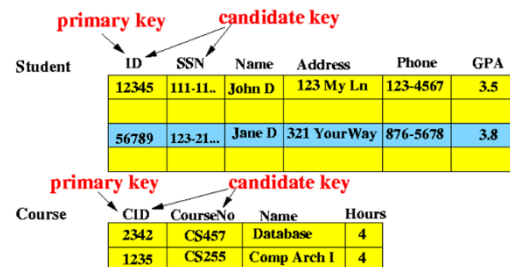 primary key candidate key
Student ID SSN Name Address Phone GPA
12345 111-11.. John D 123 My Ln 123-4567 3.5
56789 123-21... Jane D 321 YourWay 876-5678 3.8
primary key candidate key
Course CID CourseNo Name Hours
2342 CS457 Database 4
1235 CS255 Comp Arch I 4